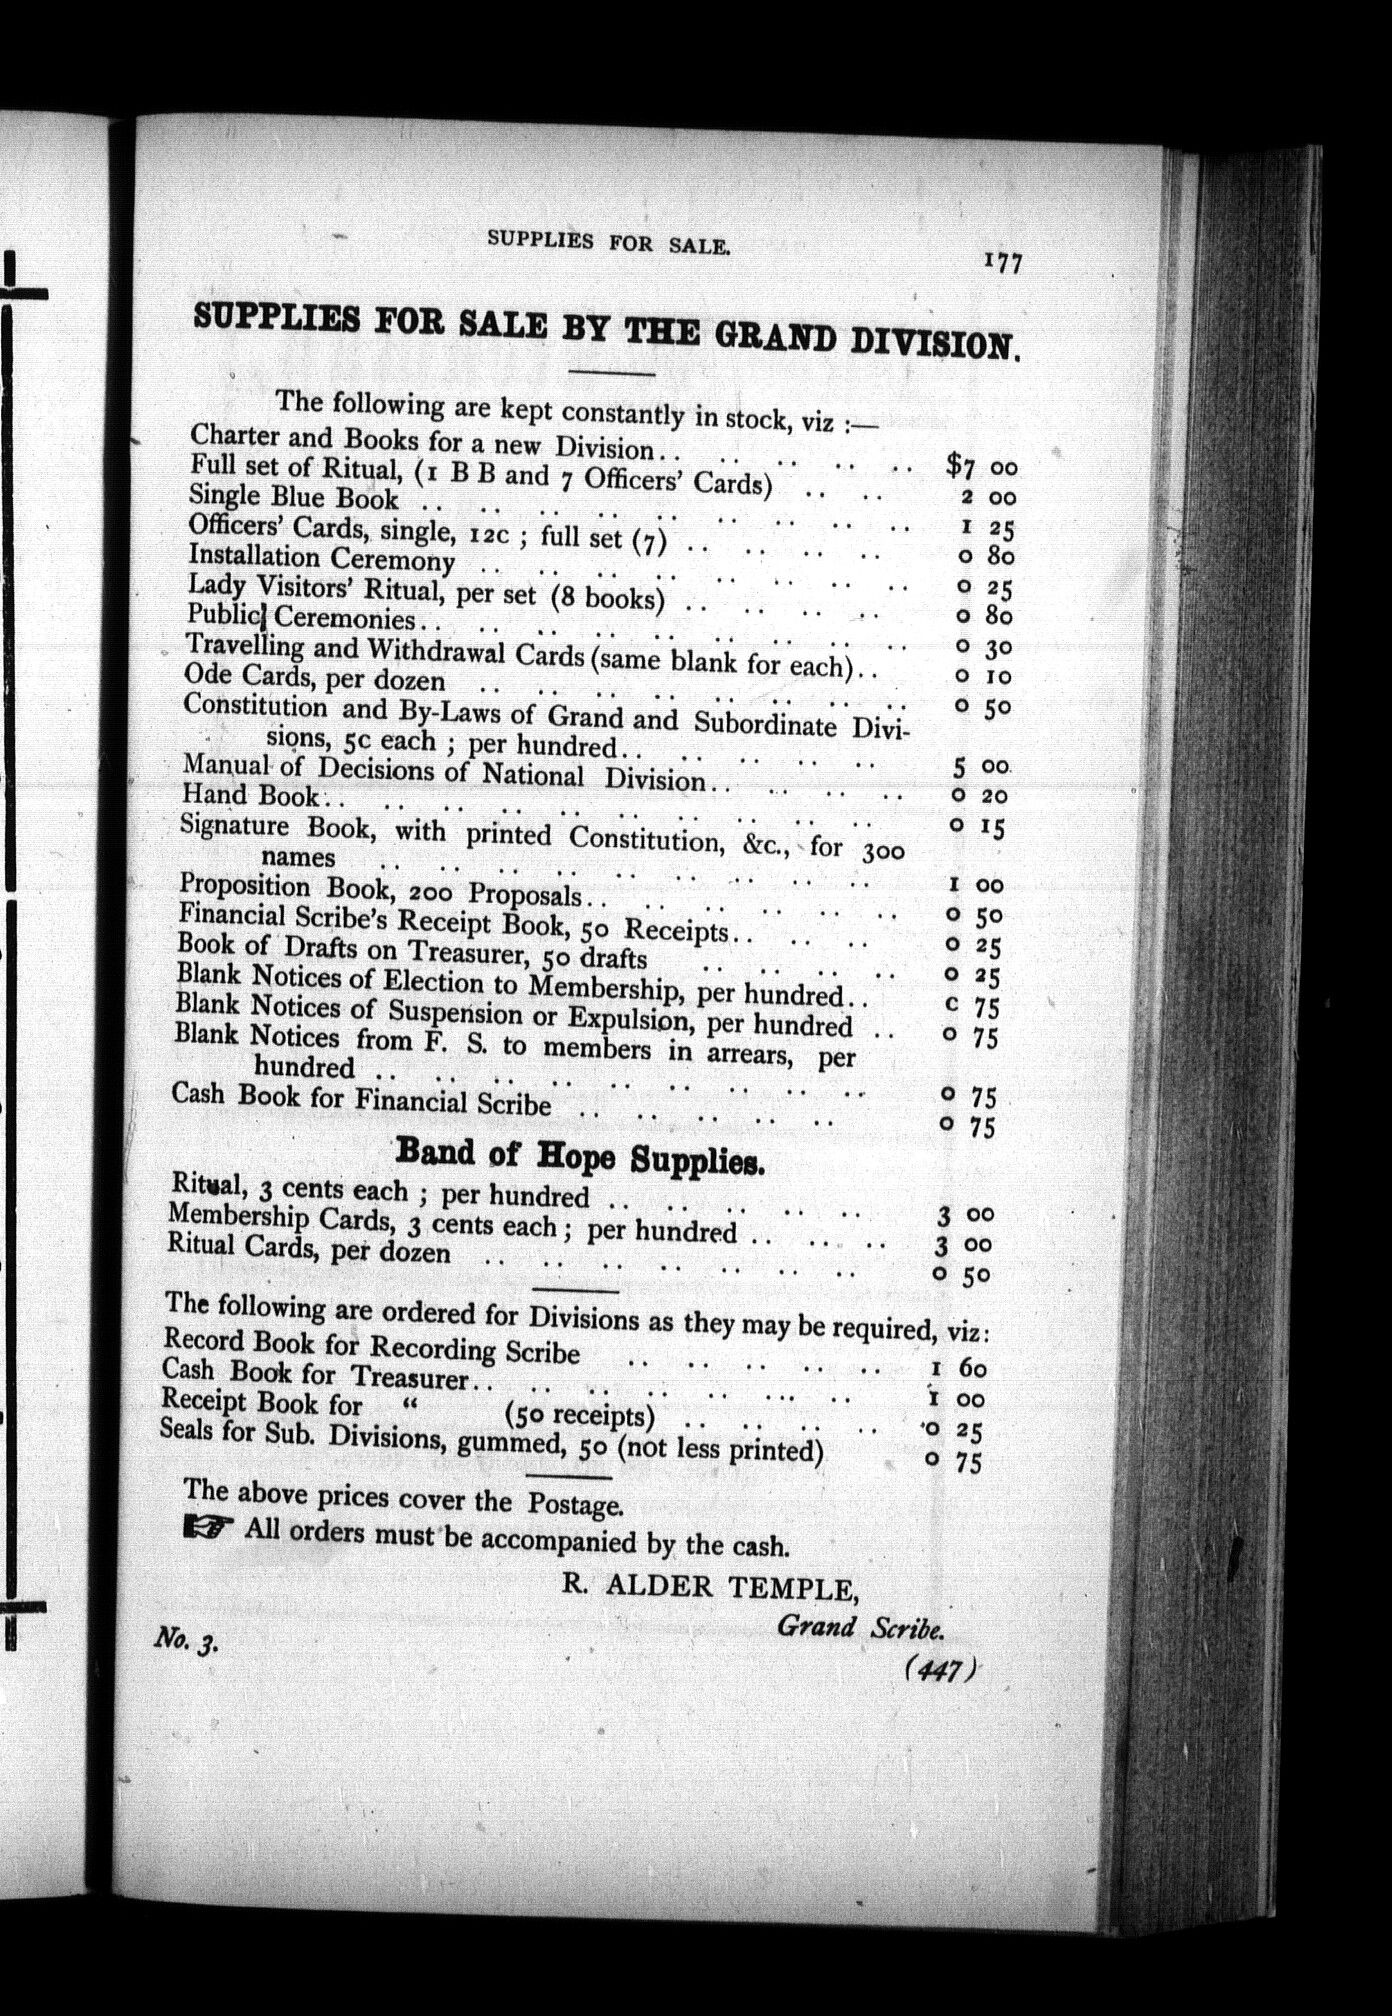 SUPPLIES FOR SALE.
177
SUPPLIES FOR SALE BY THE GRAND DIVISION.
The following are kept constantly in stock, viz :—
Charter and Books for a new Division.. .. .. .. .. $7 00
Full set of Ritual, (1 B B and 7 Officers' Cards) .. .. 2 00
Single Blue Book .. .. .. .. .. .. .. .. .. 1 25
Officers' Cards, single, 12c ; full set (7) .. .. .. .. 0 80
Installation Ceremony .. .. .. .. .. .. .. .. 0 25
Lady Visitors' Ritual, per set (8 books) .. .. .. .. 0 80
Public Ceremonies.. .. .. .. .. .. .. .. .. 0 30
Travelling and Withdrawal Cards (same blank for each).. 0 10
Ode Cards, per dozen .. .. .. .. .. .. .. .. 0 50
Constitution and By-Laws of Grand and Subordinate Divi-
sions, 5c each ; per hundred.. .. .. .. .. 5 00
Manual of Decisions of National Division.. .. .. .. 0 20
Hand Book.. .. .. .. .. .. .. .. .. .. 0 15
Signature Book, with printed Constitution, &c., for 300
names .. .. .. .. .. .. .. .. .. 1 00
Proposition Book, 200 Proposals.. .. .. .. .. .. 0 50
Financial Scribe's Receipt Book, 50 Receipts.. .. .. 0 25
Book of Drafts on Treasurer, 50 drafts .. .. .. .. 0 25
Blank Notices of Election to Membership, per hundred.. c 75
Blank Notices of Suspension or Expulsion, per hundred .. 0 75
Blank Notices from F. S. to members in arrears, per
hundred .. .. .. .. .. .. .. .. .. 0 75
Cash Book for Financial Scribe .. .. .. .. .. 0 75
Band of Hope Supplies.
Ritual, 3 cents each ; per hundred .. .. .. .. .. 3 00
Membership Cards, 3 cents each ; per hundred .. .. .. 3 00
Ritual Cards, per dozen .. .. .. .. .. .. .. 0 50
The following are ordered for Divisions as they may be required, viz:
Record Book for Recording Scribe .. .. .. .. .. 1 60
Cash Book for Treasurer.. .. .. .. .. .. .. 1 00
Receipt Book for “ (50 receipts) .. .. .. .. 0 25
Seals for Sub. Divisions, gummed, 50 (not less printed) 0 75
The above prices cover the Postage.
☞ All orders must be accompanied by the cash.
R. ALDER TEMPLE,
Grand Scribe.
No. 3.
(447)